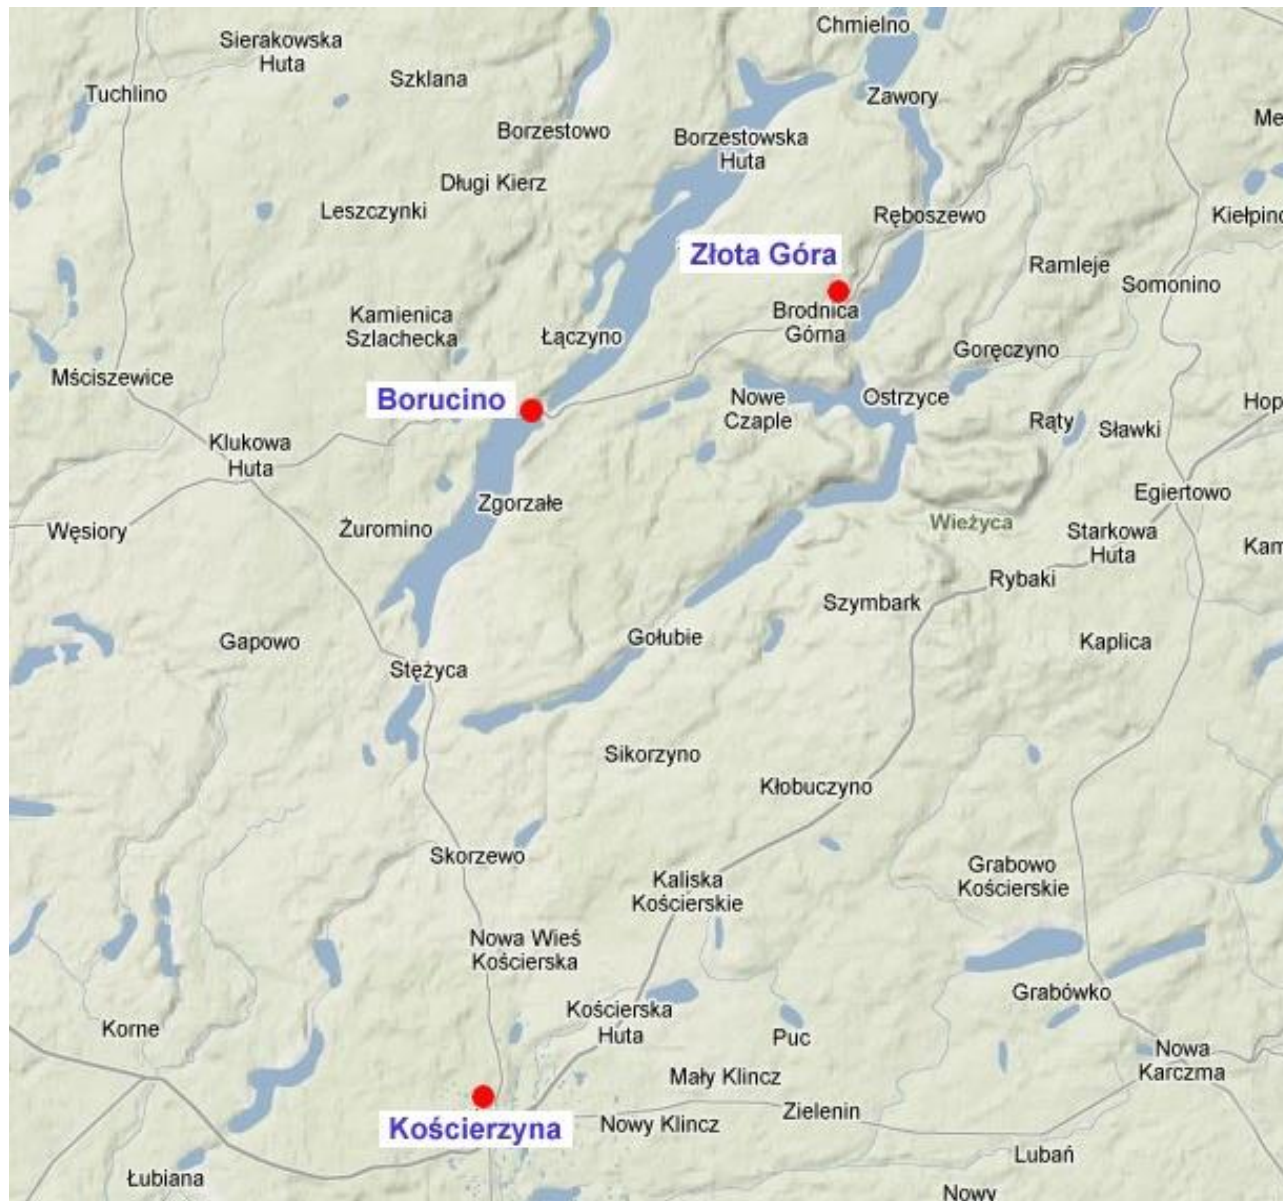 Chmielno
Sierakowska
Huta
Szklana
Tuchlino
Zawory
Borzestowo
Borzestowska
Huta
Me
Długi Kierz
Leszczynki
Ręboszewo
Kiełpino
Złota Góra
Ramleje
Somonino
Kamienica
Szlachecka
Brodnica
Górna
Łączyno
Goręczyno
Mściszewice
Borucino
Nowe
Czaple
Ostrzyce
Hop
Rąty
Sławki
Klukowa
Huta
Egiertowo
Zgorzałe
Wieżyca
Żuromino
Węsiory
Starkowa
Huta
Kam
Rybaki
Szymbark
Gapowo
Gołubie
Kaplica
Stężyca
Sikorzyno
Kłobuczyno
Skorzewo
Grabowo
Kościerskie
Kaliska
Kościerskie
Nowa Wieś
Kościerska
Grabówko
Kościerska
Huta
Korne
Puc
Nowa
Karczma
Mały Klincz
Zielenin
Nowy Klincz
Kościerzyna
Lubań
Łubiana
Nowy